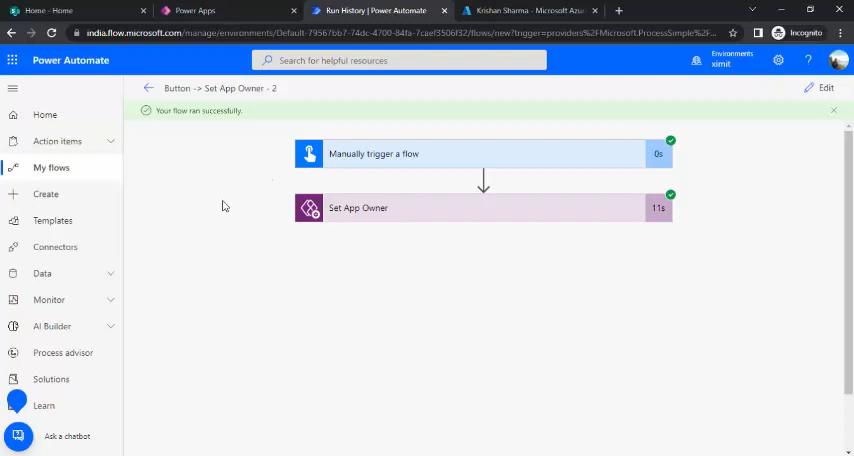 Home - Home
Power Apps
Run History | Power Automate
Krishan Sharma - Microsoft Azu
india.flow.microsoft.com/manage/environments/Default-79567bb7-74dc-4700-84fa-7caef3506f32/flows/new?trigger=providers%2FMicrosoft.ProcessSimple%2F...
Incognito
Power Automate
Search for helpful resources
Environments
ximit
Button -> Set App Owner - 2
Edit
Your flow ran successfully.
Home
Action items
My flows
Create
Templates
Connectors
Data
Monitor
AI Builder
Process advisor
Solutions
Learn
Ask a chatbot
Manually trigger a flow
0s
Set App Owner
11s